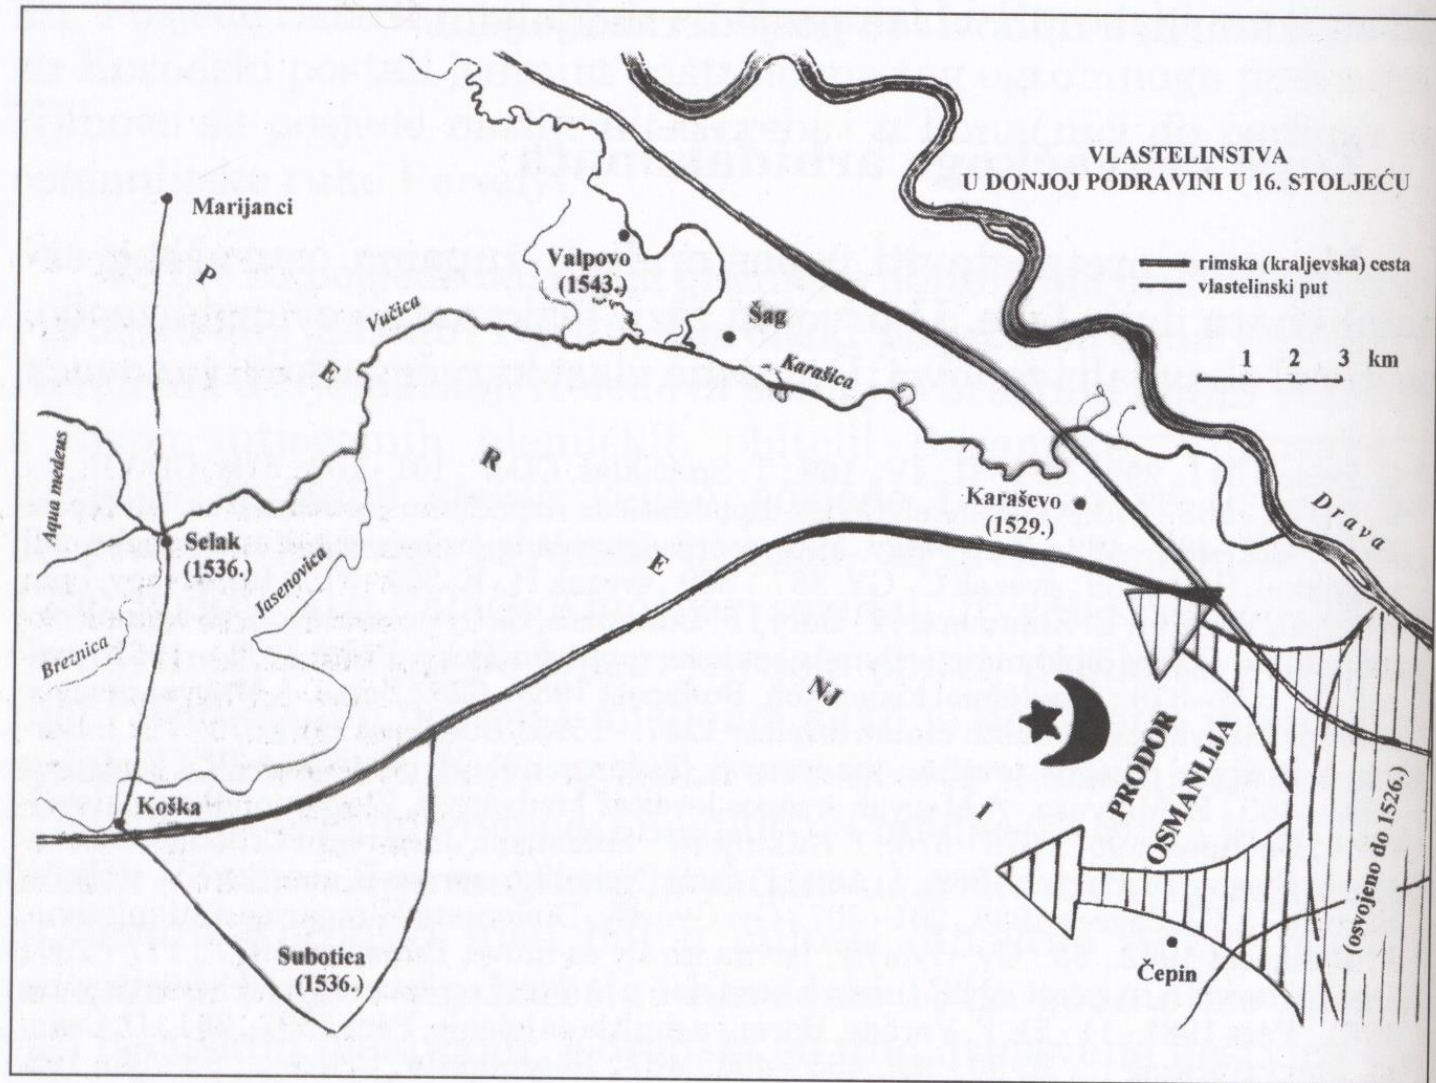 VLASTELINSTVA
U DONJOJ PODRAVINI U 16. STOLJEĆU
rimska (kraljevska) cesta
vlastelinski put
1 2 3 km
Marijanci
P
Valpovo
(1543.)
Vučica
Šag
E
Karašica
Aqua medens
R
Karaševo
(1529.)
Drava
Selak
(1536.)
E
Jasenovica
Breznica
NJ
PRODOR
OSMANLIJA
I
(osvojeno do 1526.)
Koška
Subotica
(1536.)
Čepin